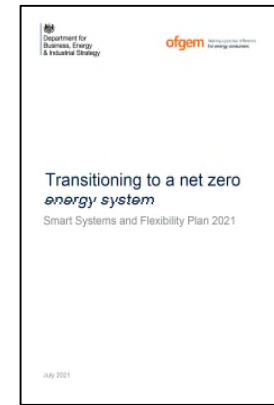 Department for
Business, Energy
& Industrial Strategy
ofgem
Transitioning to a net zero
energy system
Smart Systems and Flexibility Plan 2021
July 2021